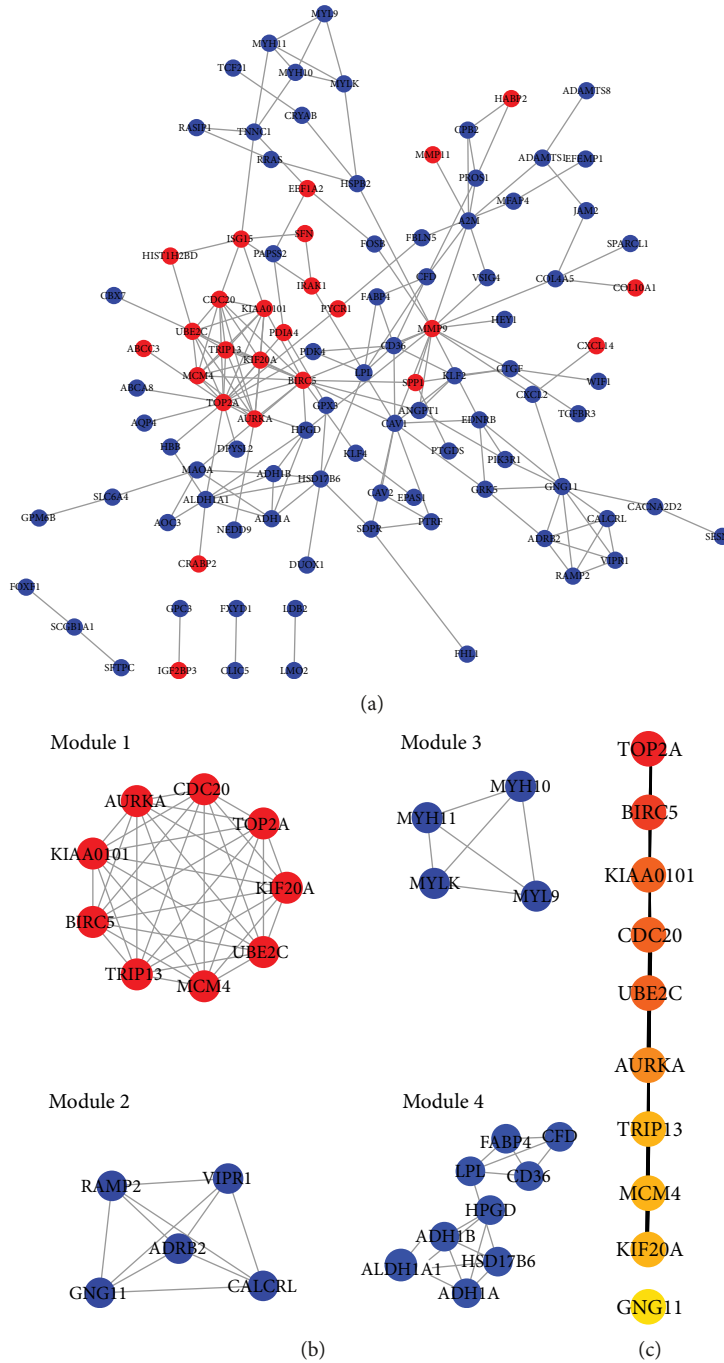 MYL9
MYH11
TCF21
MYH10
MYLK
CRYAB
RASIP1
TNNC1
RRAS
HSPB2
EEF1A2
HABP2
ADAMTS8
CPB2
MMP11
ADAMTS1
EFEMP1
PROS1
MFAP4
JAM2
A2M
ISG15
SFN
FOSB
FBLN5
SPARCL1
HIST1H2BD
PAPSS2
CFD
VSIG4
COL4A5
COL10A1
CBX7
CDC20
KIAA0101
IRAK1
PYCR1
FABP4
UBE2C
PDIA4
MMP9
HEY1
ABCC3
TRIP13
KIF20A
PDK4
CD36
CXCL14
MCM4
BIRC5
LPL
SPP1
KLF2
CTGF
WIF1
ABCA8
TOP2A
GPX3
ANGPT1
CXCL2
TGFBR3
AQP4
AURKA
HPGD
CAV1
EDNRB
HBB
DPYSL2
KLF4
PTGDS
PIK3R1
MAOA
ADH1B
HSD17B6
SLC6A4
ALDH1A1
CAV2
EPAS1
GRK5
GNG11
GPM6B
AOC3
NEDD9
ADH1A
SDPR
PTRF
CACNA2D2
CALCRL
ADRB2
CRABP2
DUOX1
RAMP2
VIPR1
FOXF1
SCGB1A1
SFTPC
GPC3
FXYD1
LDB2
IGF2BP3
CLIC5
LMO2
FHL1
(a)
Module 1
CDC20
AURKA
TOP2A
KIAA0101
KIF20A
BIRC5
UBE2C
TRIP13
MCM4
Module 3
MYH10
MYH11
MYLK
MYL9
Module 2
RAMP2
VIPR1
ADRB2
GNG11
CALCRL
Module 4
FABP4
CFD
LPL
CD36
HPGD
ADH1B
ALDH1A1
HSD17B6
ADH1A
(b)
TOP2A
BIRC5
KIAA0101
CDC20
UBE2C
AURKA
TRIP13
MCM4
KIF20A
GNG11
(c)